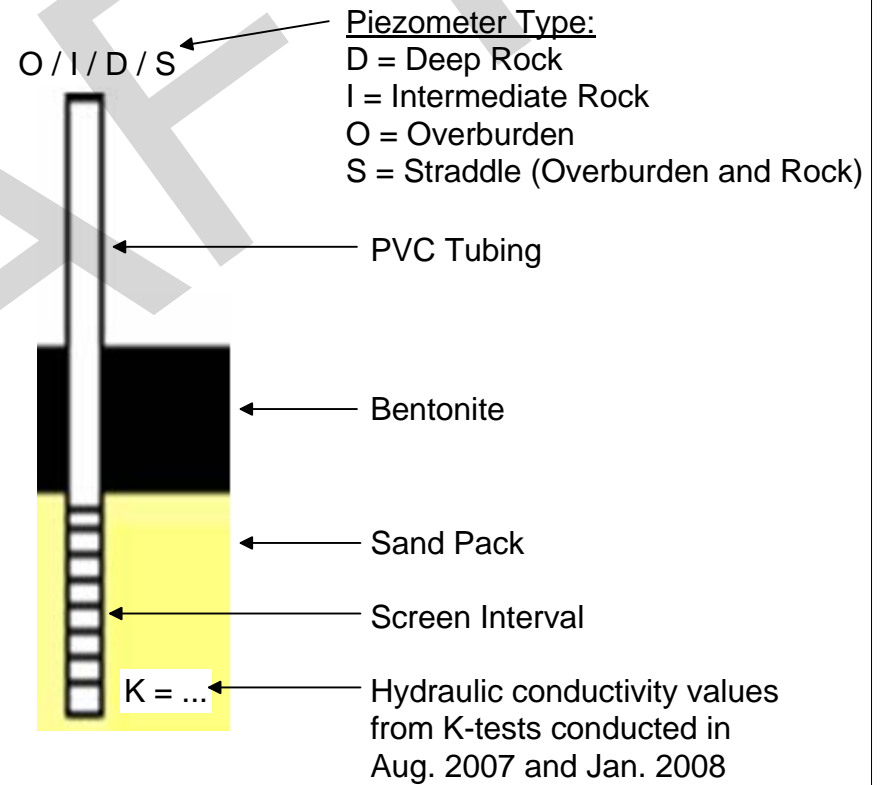 Piezometer Type:
O / I / D / S
D = Deep Rock
I = Intermediate Rock
O = Overburden
S = Straddle (Overburden and Rock)
PVC Tubing
Bentonite
Sand Pack
Screen Interval
K = ...
Hydraulic conductivity values
from K-tests conducted in
Aug. 2007 and Jan. 2008